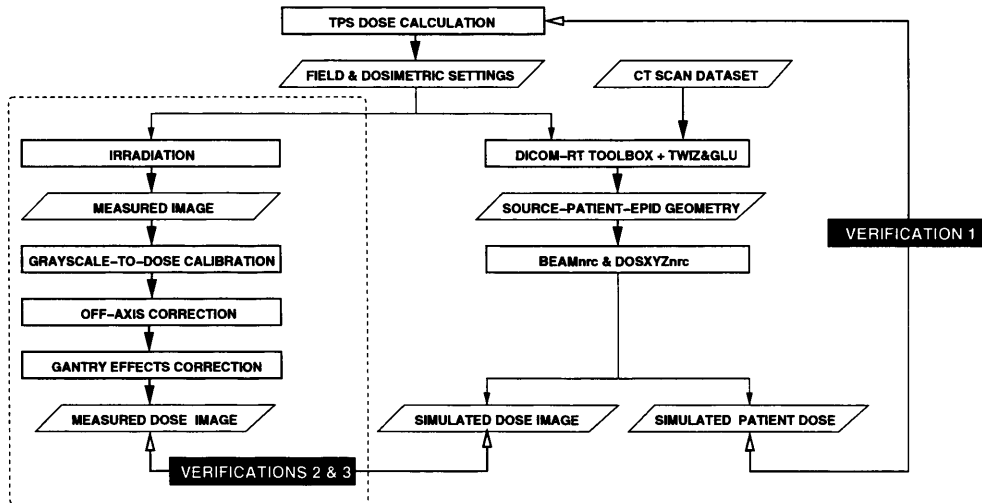 TPS DOSE CALCULATION
FIELD & DOSIMETRIC SETTINGS
CT SCAN DATASET
IRRADIATION
DICOM-RT TOOLBOX + TWIZ&GLU
MEASURED IMAGE
SOURCE-PATIENT-EPID GEOMETRY
VERIFICATION 1
GRAYSCALE-TO-DOSE CALIBRATION
BEAMnrc & DOSXYZnrc
OFF-AXIS CORRECTION
GANTRY EFFECTS CORRECTION
MEASURED DOSE IMAGE
SIMULATED DOSE IMAGE
SIMULATED PATIENT DOSE
VERIFICATIONS 2 & 3